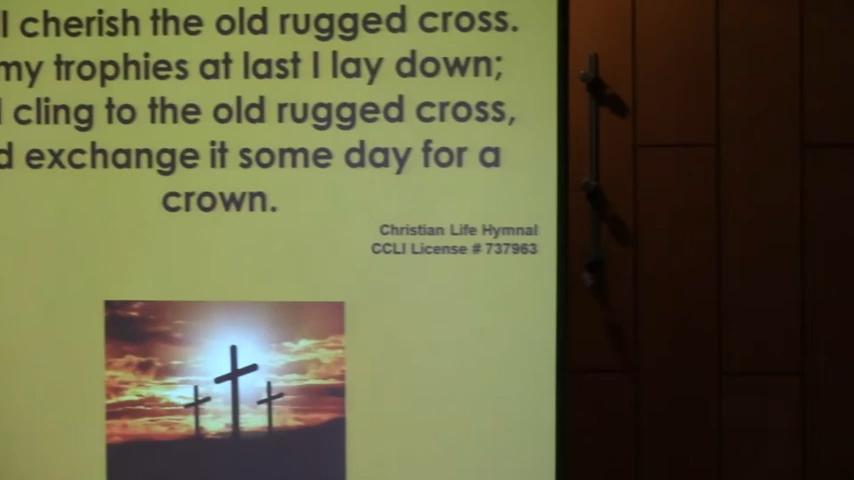 I cherish the old rugged cross.
my trophies at last I lay down;
cling to the old rugged cross,
exchange it some day for a
crown.
Christian Life Hymnal
CCLI License # 737963